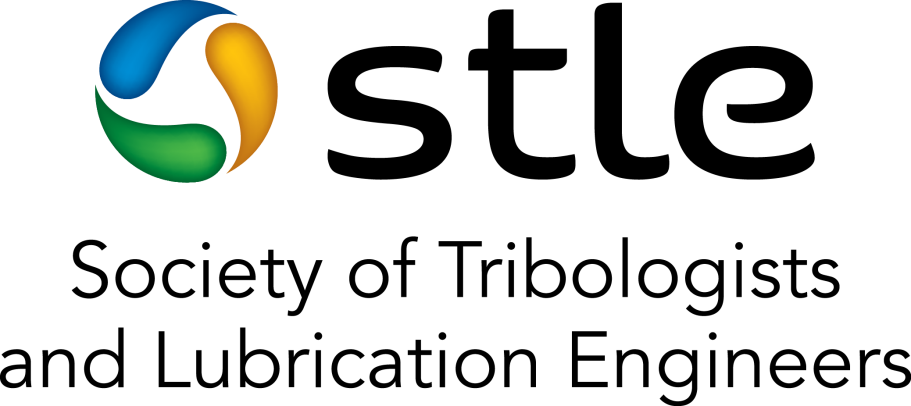 stle
Society of Tribologists
and Lubrication Engineers